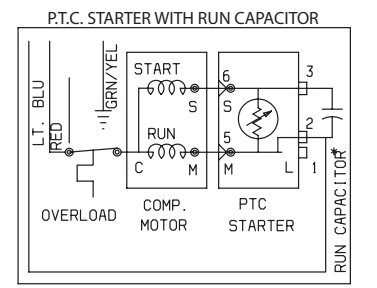 P.T.C. STARTER WITH RUN CAPACITOR
LT. BLU
RED
GRN/YEL
START
S
6
S
3
RUN
C
M
5
M
2
L
1
*
OVERLOAD
COMP.
MOTOR
PTC
STARTER
RUN CAPACITOR